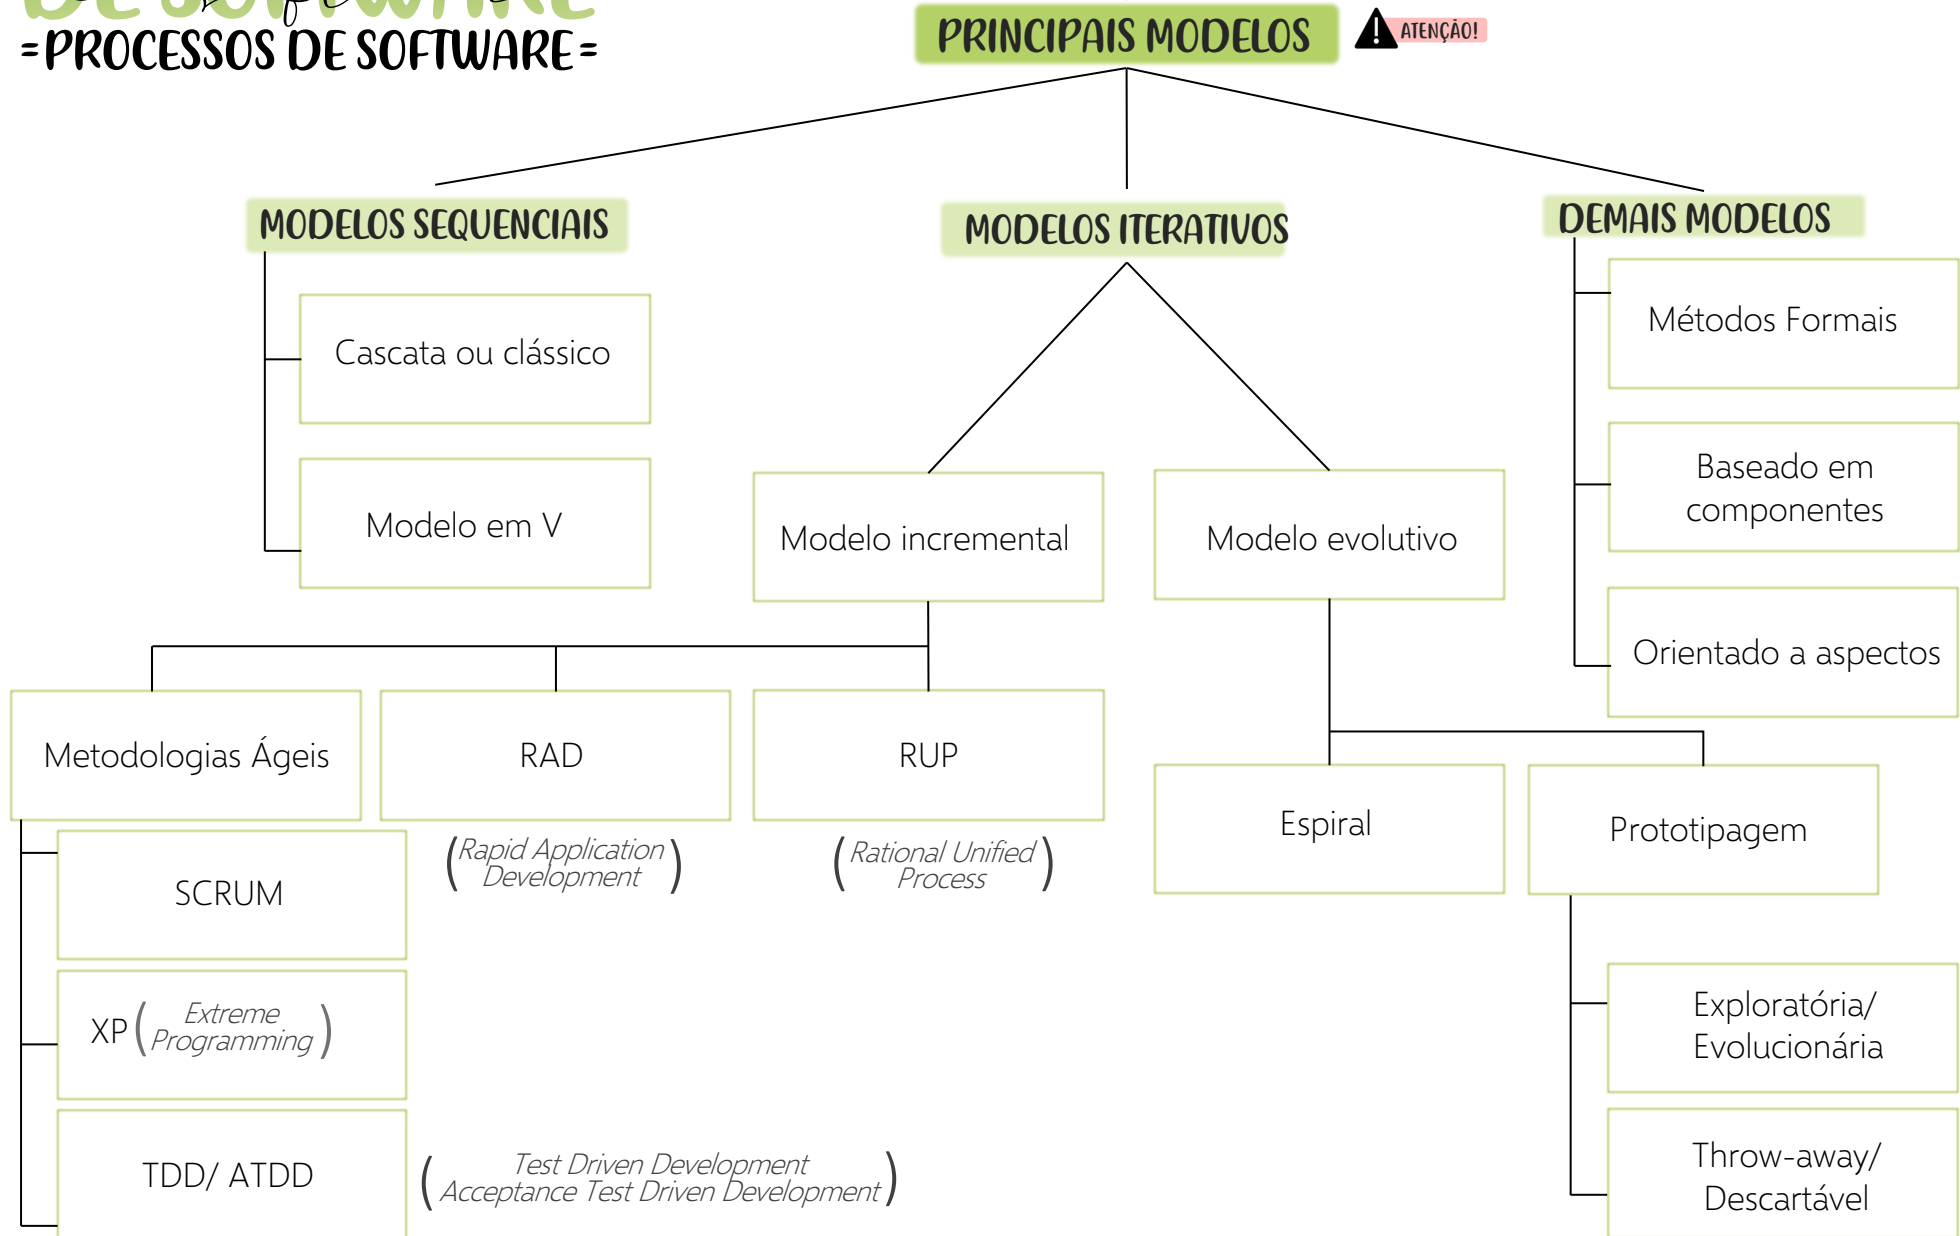 DE SOFTWARE
=PROCESSOS DE SOFTWARE=
PRINCIPAIS MODELOS
ATENÇÃO!
MODELOS SEQUENCIAIS
Cascata ou clássico
Modelo em V
MODELOS ITERATIVOS
Modelo incremental
Modelo evolutivo
DEMAIS MODELOS
Métodos Formais
Baseado em
componentes
Orientado a aspectos
Metodologias Ágeis
RAD
(Rapid Application
Development)
RUP
(Rational Unified
Process)
Espiral
Prototipagem
SCRUM
XP (Extreme
Programming)
TDD/ ATDD
(Test Driven Development
Acceptance Test Driven Development)
Exploratória/
Evolucionária
Throw-away/
Descartável